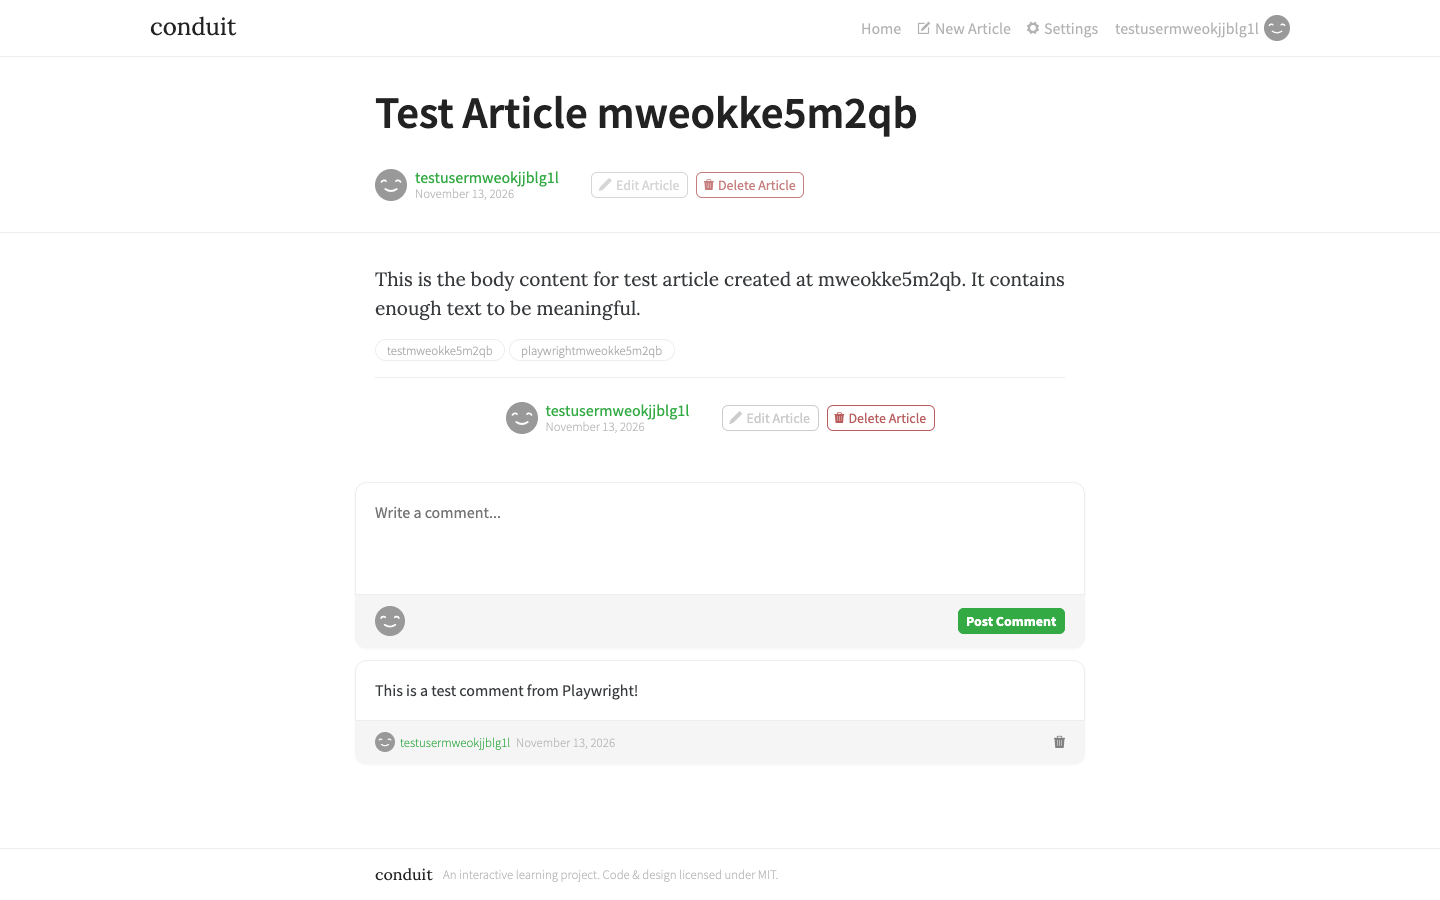 conduit
Home New Article Settings testusermweokjjblg1l
Test Article mweokke5m2qb
testusermweokjjblg1l
November 13, 2026
Edit Article Delete Article
This is the body content for test article created at mweokke5m2qb. It contains
enough text to be meaningful.
testmweokke5m2qb playwrightmweokke5m2qb
testusermweokjjblg1l
November 13, 2026
Edit Article Delete Article
Write a comment...
Post Comment
This is a test comment from Playwright!
testusermweokjjblg1l November 13, 2026
conduit An interactive learning project. Code & design licensed under MIT.